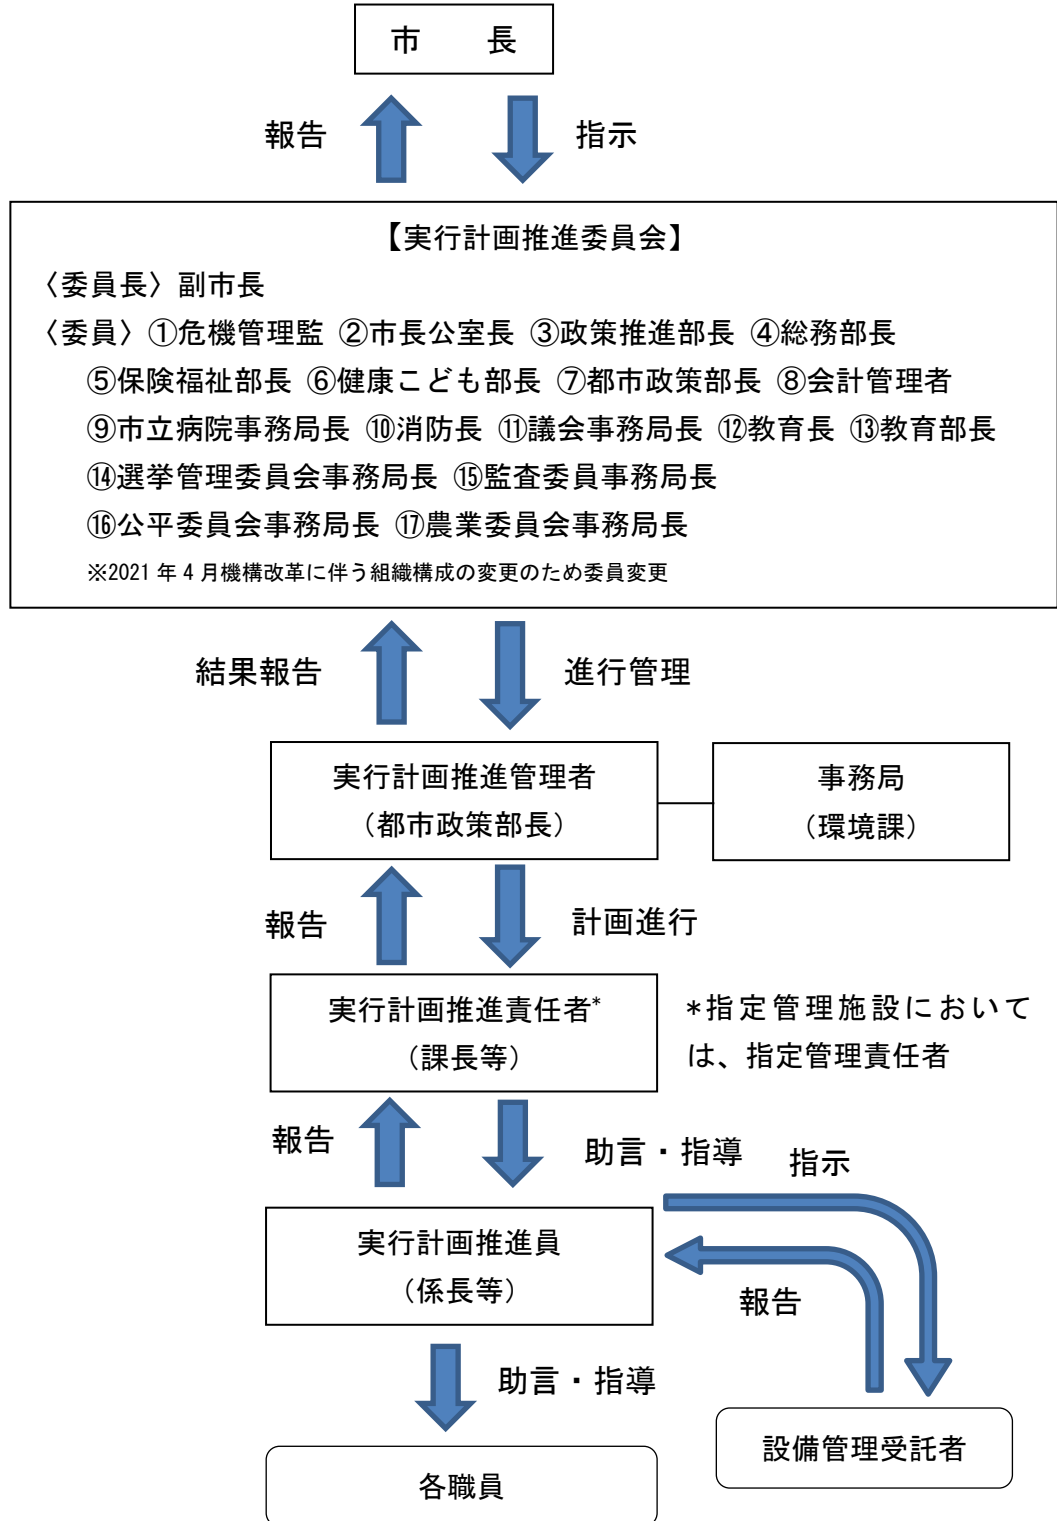 市　長
報告
指示
【実行計画推進委員会】
〈委員長〉副市長
〈委員〉①危機管理監 ②市長公室長 ③政策推進部長 ④総務部長
⑤保険福祉部長 ⑥健康こども部長 ⑦都市政策部長 ⑧会計管理者
⑨市立病院事務局長 ⑩消防長 ⑪議会事務局長 ⑫教育長 ⑬教育部長
⑭選挙管理委員会事務局長 ⑮監査委員事務局長
⑯公平委員会事務局長 ⑰農業委員会事務局長
※2021 年 4 月機構改革に伴う組織構成の変更のため委員変更
結果報告
進行管理
実行計画推進管理者
（都市政策部長）
事務局
（環境課）
報告
計画進行
実行計画推進責任者*
（課長等）
*指定管理施設において
は、指定管理責任者
報告
助言・指導
指示
実行計画推進員
（係長等）
報告
助言・指導
設備管理受託者
各職員